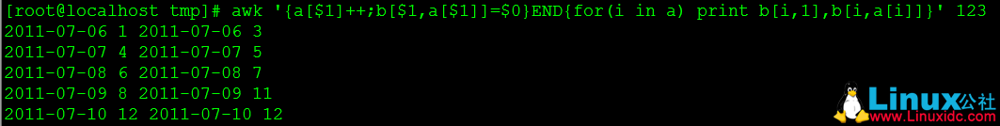 [root@localhost tmp]# awk '{a[$1]++;b[$1,a[$1]]=$0}END{for(i in a) print b[i,1],b[i,a[i]]}' 123
2011-07-06 1 2011-07-06 3
2011-07-07 4 2011-07-07 5
2011-07-08 6 2011-07-08 7
2011-07-09 8 2011-07-09 11
2011-07-10 12 2011-07-10 12
Linux公社
www.Linuxidc.com